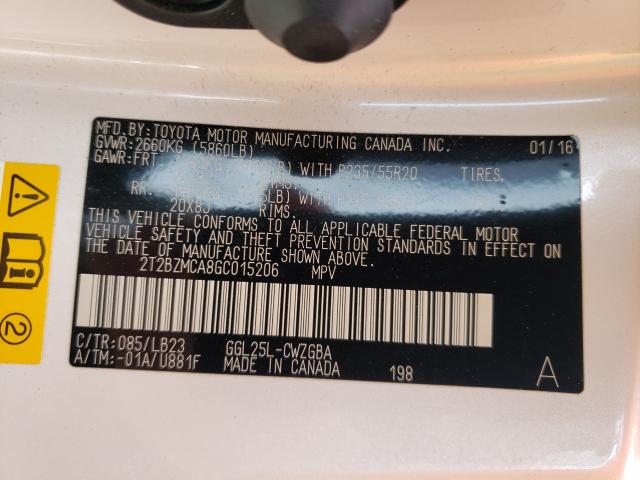 MFD.BY:TOYOTA MOTOR MANUFACTURING CANADA INC. 01/16
GVWR:2660KG (5860LB)
GAWR:FRT WITH P235/55R20 TIRES,
RR WITH
20X8J RIMS,
THIS VEHICLE CONFORMS TO ALL APPLICABLE FEDERAL MOTOR
VEHICLE SAFETY AND THEFT PREVENTION STANDARDS IN EFFECT ON
THE DATE OF MANUFACTURE SHOWN ABOVE.
2T2BZMCA8GC015206 MPV
C/TR:085/LB23 GGL25L-CWZGBA
A/TM:-01A/U881F MADE IN CANADA 198 A
2